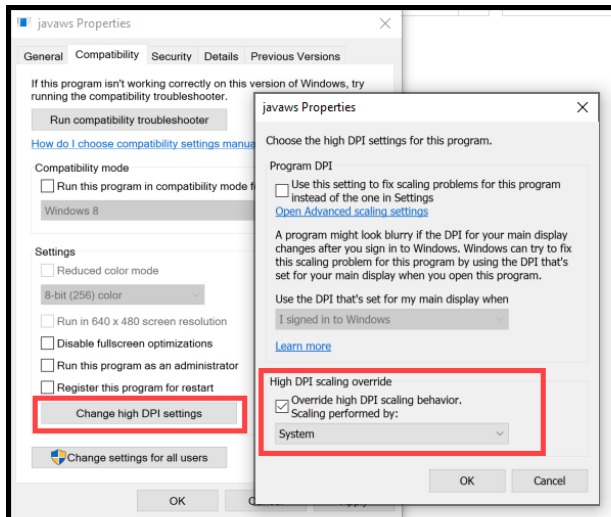 javaws Properties
General Compatibility Security Details Previous Versions
If this program isn't working correctly on this version of Windows, try
running the compatibility troubleshooter.
Run compatibility troubleshooter
How do I choose compatibility settings
Compatibility mode
Run this program in compatibility mode
Windows 8
Settings
Reduced color mode
8-bit (256) color
Run in 640 x 480 screen resolution
Disable fullscreen optimizations
Run this program as an administrator
Register this program for restart
Change high DPI settings
Change settings for all users
OK
javaws Properties
Choose the high DPI settings for this program.
Program DPI
Use this setting to fix scaling problems for this program
instead of the one in Settings
Open Advanced scaling settings
A program might look blurry if the DPI for your main display
changes after you sign in to Windows. Windows can try to fix
this scaling problem for this program by using the DPI that's
set for your main display when you open this program.
Use the DPI that's set for my main display when
I signed in to Windows
Learn more
High DPI scaling override
Override high DPI scaling behavior.
Scaling performed by:
System
OK Cancel